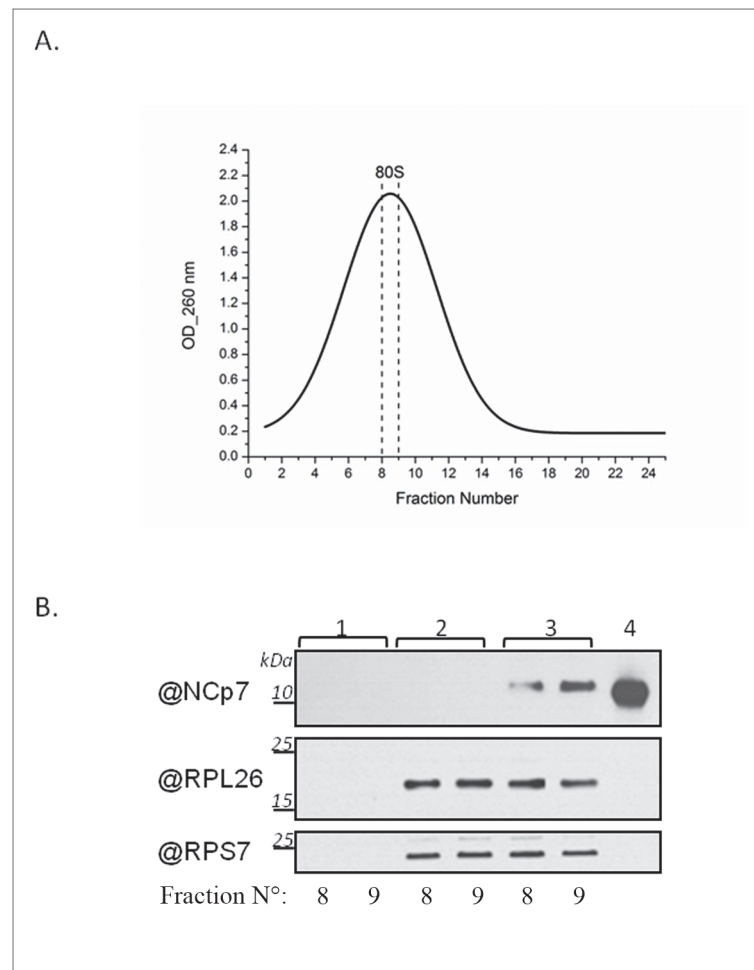 A.
80S
2.4
2.2
2.0
1.8
1.6
1.4
1.2
1.0
0.8
0.6
0.4
0.2
0.0
OD_260 nm
0 2 4 6 8 10 12 14 16 18 20 22 24
Fraction Number
B.
1 2 3 4
kDa
@NCp7 10
25
@RPL26
15
@RPS7 25
Fraction N°: 8 9 8 9 8 9